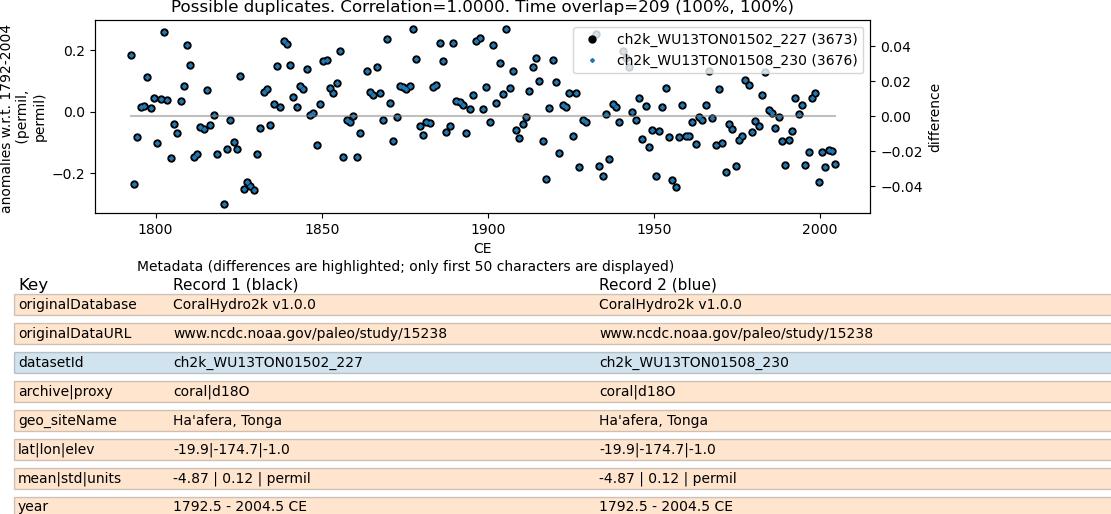 Possible duplicates. Correlation=1.0000. Time overlap=209 (100%, 100%)
anomalies w.r.t. 1792-2004
(permil,
permil)
0.2
0.0
−0.2
ch2k_WU13TON01502_227 (3673)
ch2k_WU13TON01508_230 (3676)
0.04
0.02
0.00
−0.02
−0.04
difference
1800 1850 1900 1950 2000
CE
Metadata (differences are highlighted; only first 50 characters are displayed)
Key Record 1 (black) Record 2 (blue)
originalDatabase CoralHydro2k v1.0.0 CoralHydro2k v1.0.0
originalDataURL www.ncdc.noaa.gov/paleo/study/15238 www.ncdc.noaa.gov/paleo/study/15238
datasetId ch2k_WU13TON01502_227 ch2k_WU13TON01508_230
archive|proxy coral|d18O coral|d18O
geo_siteName Ha'afera, Tonga Ha'afera, Tonga
lat|lon|elev -19.9|-174.7|-1.0 -19.9|-174.7|-1.0
mean|std|units -4.87 | 0.12 | permil -4.87 | 0.12 | permil
year 1792.5 - 2004.5 CE 1792.5 - 2004.5 CE